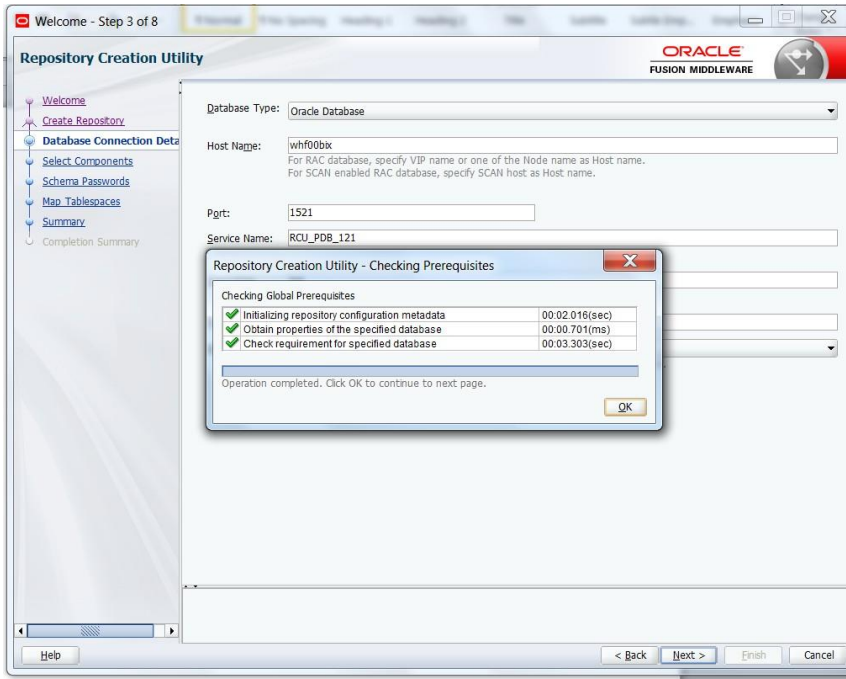 Welcome - Step 3 of 8
Repository Creation Utility
ORACLE
FUSION MIDDLEWARE
Welcome
Create Repository
Database Connection Deta
Select Components
Schema Passwords
Map Tablespaces
Summary
Completion Summary
Database Type: Oracle Database
Host Name: whf00bix
For RAC database, specify VIP name or one of the Node name as Host name.
For SCAN enabled RAC database, specify SCAN host as Host name.
Port: 1521
Service Name: RCU_PDB_121
Repository Creation Utility - Checking Prerequisites
X
Checking Global Prerequisites
Initializing repository configuration metadata 00:02.016(sec)
Obtain properties of the specified database 00:00.701(ms)
Check requirement for specified database 00:03.303(sec)
Operation completed. Click OK to continue to next page.
OK
Help
< Back
Next >
Finish
Cancel